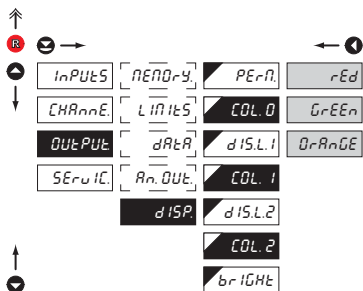 R
InPUtS MEMOrY. PErM. rEd
CHAnnE. LIMItS COL. 0 GrEEn
OUtPUt dAtA dIS.L.1 OrAnGE
SErvIC. An. OUt. COL. 1
dISP. dIS.L.2
COL. 2
brIGHt